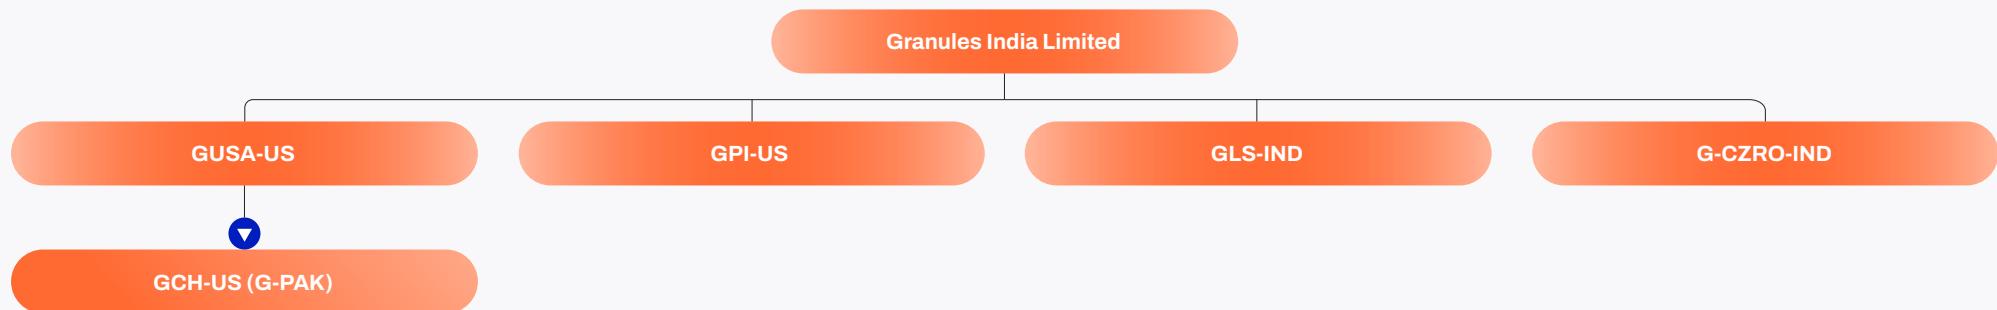 Granules India Limited
GUSA-US
GPI-US
GLS-IND
G-CZRO-IND
GCH-US (G-PAK)